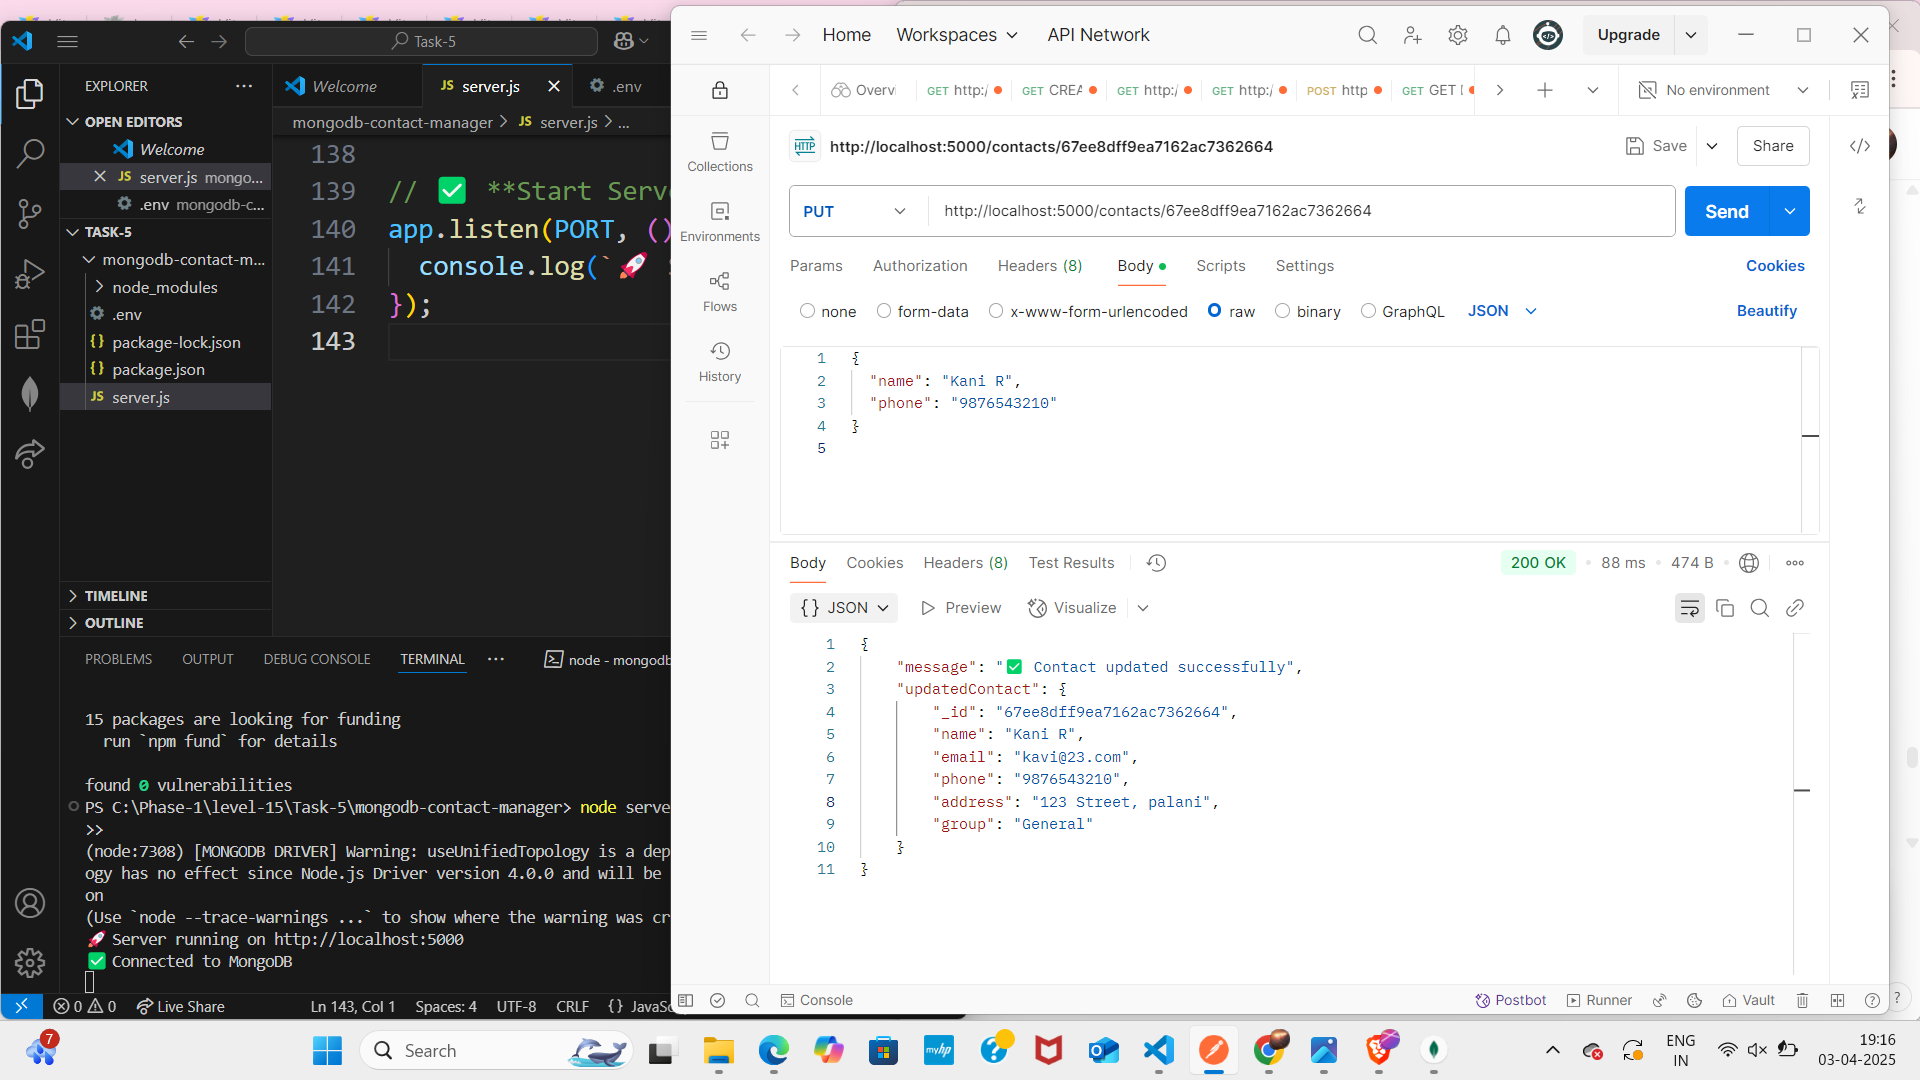 Task-5
EXPLORER
OPEN EDITORS
Welcome
JS server.js mongo...
.env mongodb-c...
TASK-5
mongodb-contact-m...
node_modules
.env
package-lock.json
package.json
JS server.js
TIMELINE
OUTLINE
Welcome
JS server.js
.env
mongodb-contact-manager > JS server.js > ...
138
139 // ✅ **Start Serv
140 app.listen(PORT, ()
141 console.log(`🚀
142 });
143
PROBLEMS OUTPUT DEBUG CONSOLE TERMINAL ... node - mongodb
15 packages are looking for funding
run `npm fund` for details
found 0 vulnerabilities
PS C:\Phase-1\level-15\Task-5\mongodb-contact-manager> node serve
>>
(node:7308) [MONGODB DRIVER] Warning: useUnifiedTopology is a dep
ogy has no effect since Node.js Driver version 4.0.0 and will be
on
(Use `node --trace-warnings ...` to show where the warning was cr
🚀 Server running on http://localhost:5000
✅ Connected to MongoDB
0 0 Live Share Ln 143, Col 1 Spaces: 4 UTF-8 CRLF {} JavaSc
Home Workspaces API Network Upgrade
Overv GET http:/ GET CREA GET http:/ GET http:/ POST http GET GET No environment
Collections
Environments
Flows
History
HTTP http://localhost:5000/contacts/67ee8dff9ea7162ac7362664 Save Share
PUT http://localhost:5000/contacts/67ee8dff9ea7162ac7362664 Send
Params Authorization Headers (8) Body Scripts Settings Cookies
none form-data x-www-form-urlencoded raw binary GraphQL JSON Beautify
1 {
2 "name": "Kani R",
3 "phone": "9876543210"
4 }
5
Body Cookies Headers (8) Test Results 200 OK 88 ms 474 B
{} JSON Preview Visualize
1 {
2 "message": "✅ Contact updated successfully",
3 "updatedContact": {
4 "_id": "67ee8dff9ea7162ac7362664",
5 "name": "Kani R",
6 "email": "kavi@23.com",
7 "phone": "9876543210",
8 "address": "123 Street, palani",
9 "group": "General"
10 }
11 }
Console Postbot Runner Vault
7
Search
myhp
ENG
IN
19:16
03-04-2025